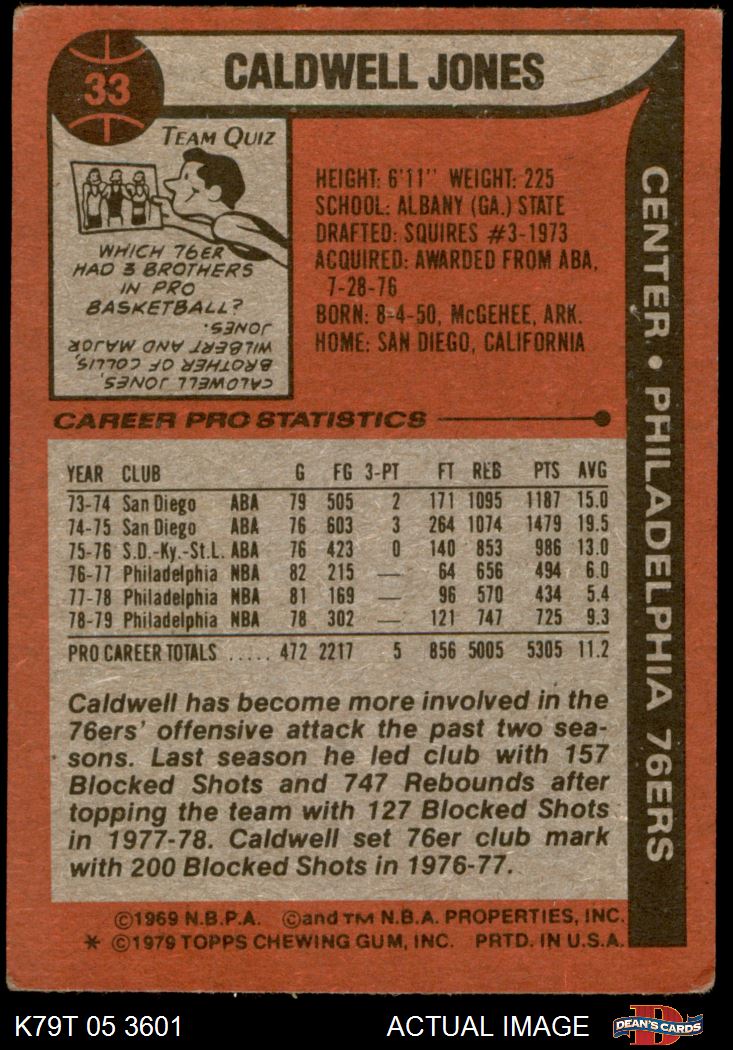 33
CALDWELL JONES
TEAM QUIZ
WHICH 76ER
HAD 3 BROTHERS
IN PRO
BASKETBALL?
CALDWELL JONES,
BROTHER OF COLLIS,
WILBERT AND MAJOR
JONES.
HEIGHT: 6'11" WEIGHT: 225
SCHOOL: ALBANY (GA.) STATE
DRAFTED: SQUIRES #3-1973
ACQUIRED: AWARDED FROM ABA,
7-28-76
BORN: 8-4-50, McGEHEE, ARK.
HOME: SAN DIEGO, CALIFORNIA
CENTER • PHILADELPHIA 76ERS
CAREER PRO STATISTICS
YEAR CLUB G FG 3-PT FT REB PTS AVG
73-74 San Diego ABA 79 505 2 171 1095 1187 15.0
74-75 San Diego ABA 76 603 3 264 1074 1479 19.5
75-76 S.D.-Ky.-St.L. ABA 76 423 0 140 853 986 13.0
76-77 Philadelphia NBA 82 215 — 64 656 494 6.0
77-78 Philadelphia NBA 81 169 — 96 570 434 5.4
78-79 Philadelphia NBA 78 302 — 121 747 725 9.3
PRO CAREER TOTALS ..... 472 2217 5 856 5005 5305 11.2
Caldwell has become more involved in the
76ers' offensive attack the past two sea-
sons. Last season he led club with 157
Blocked Shots and 747 Rebounds after
topping the team with 127 Blocked Shots
in 1977-78. Caldwell set 76er club mark
with 200 Blocked Shots in 1976-77.
©1969 N.B.P.A. ©and TM N.B.A. PROPERTIES, INC.
* ©1979 TOPPS CHEWING GUM, INC. PRTD. IN U.S.A.
K79T 05 3601 ACTUAL IMAGE
D
DEAN'S CARDS